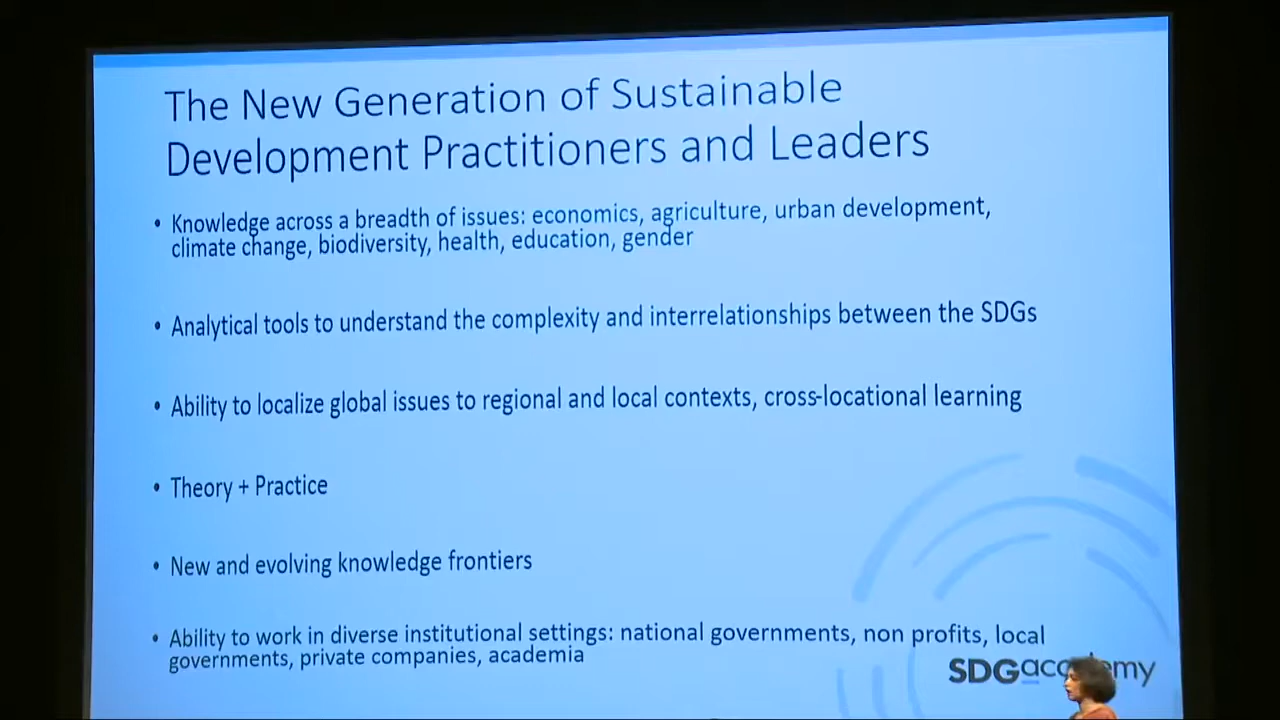 The New Generation of Sustainable
Development Practitioners and Leaders
• Knowledge across a breadth of issues: economics, agriculture, urban development,
climate change, biodiversity, health, education, gender
• Analytical tools to understand the complexity and interrelationships between the SDGs
• Ability to localize global issues to regional and local contexts, cross-locational learning
• Theory + Practice
• New and evolving knowledge frontiers
• Ability to work in diverse institutional settings: national governments, non profits, local
governments, private companies, academia